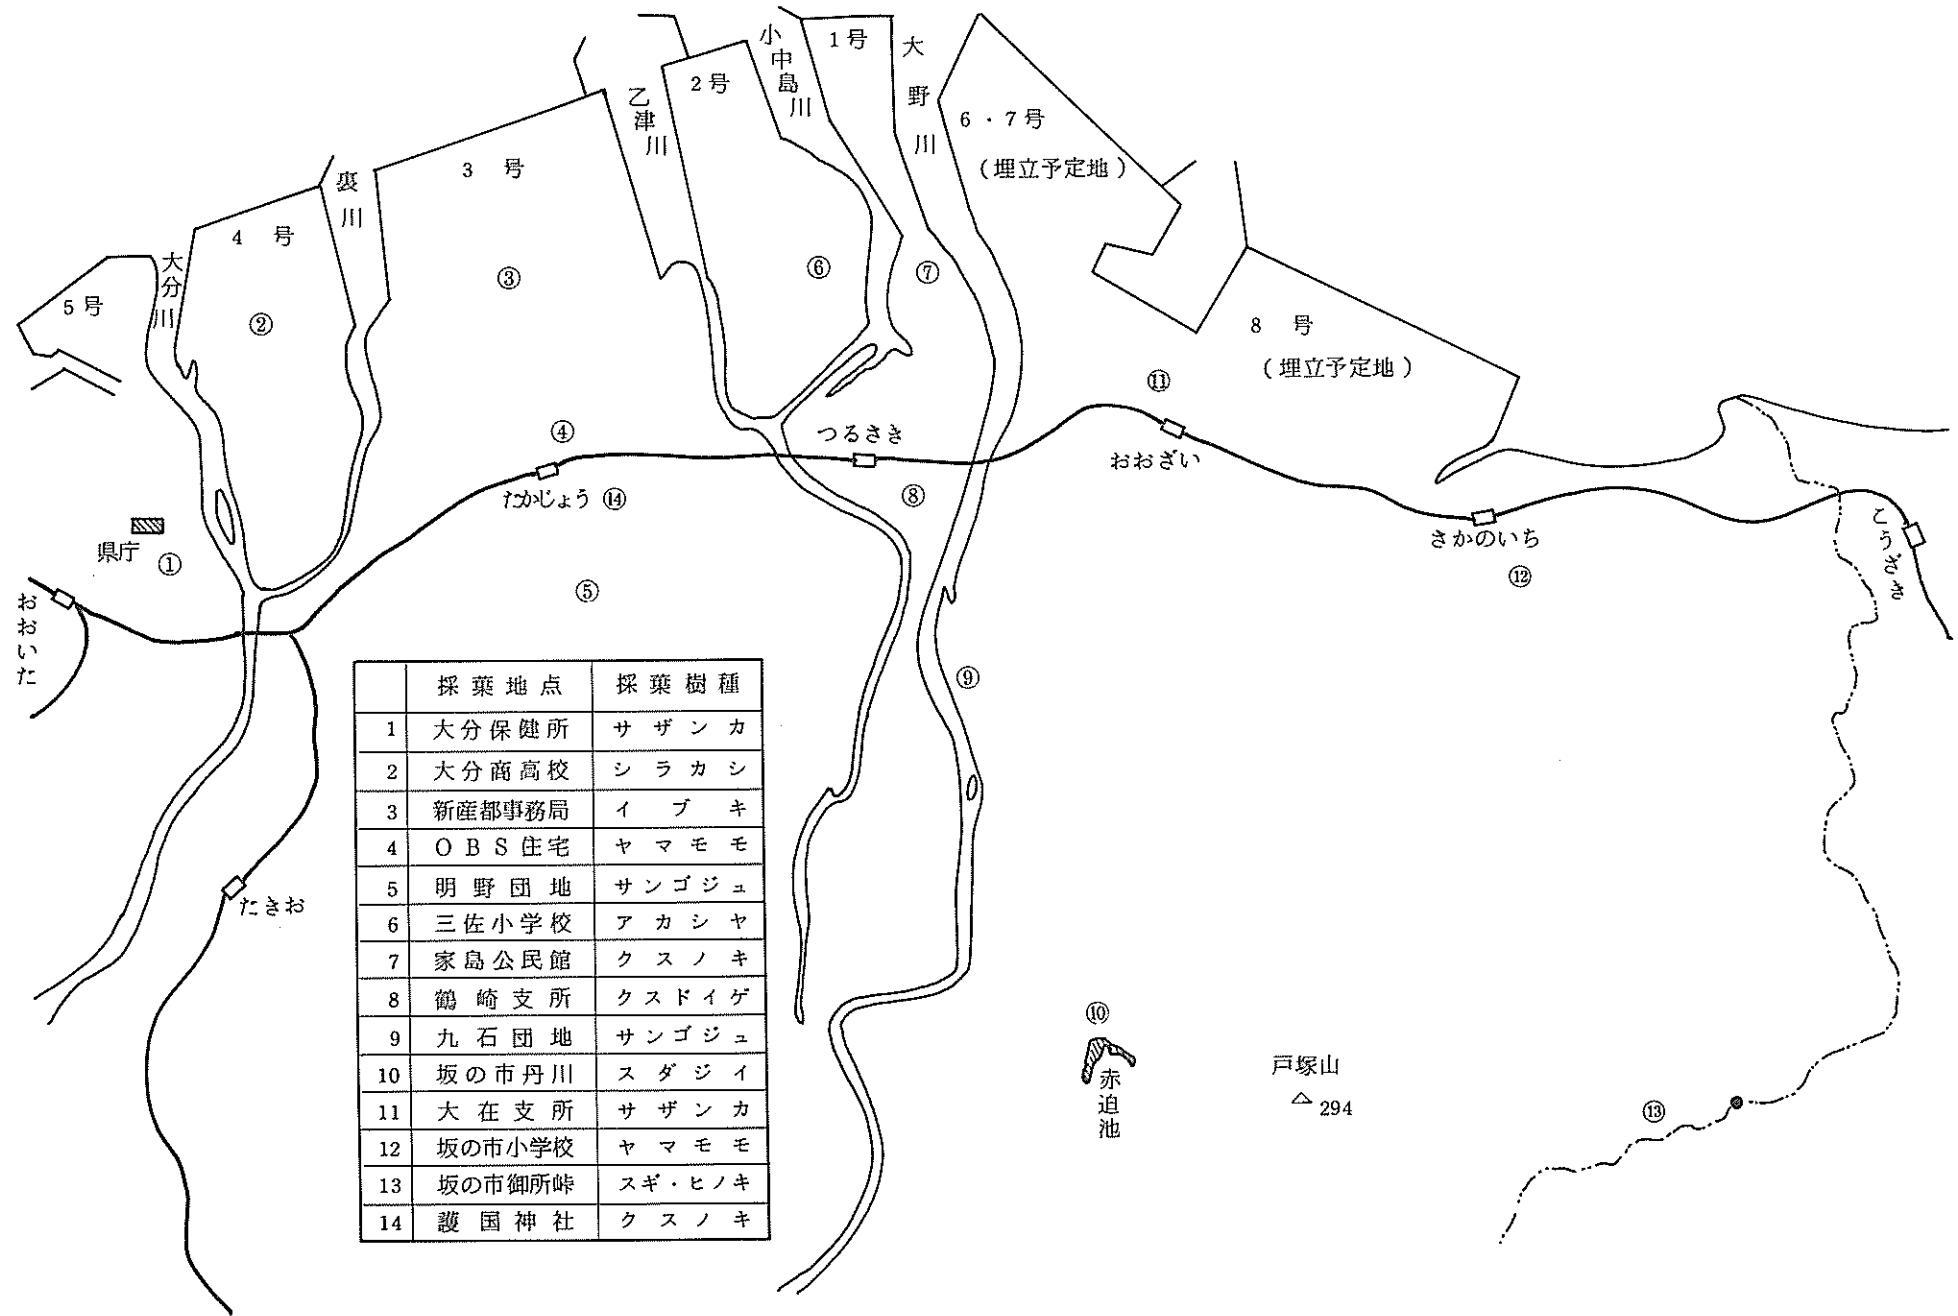 小中島川
1号
大野川
2号
乙津川
6・7号
(埋立予定地)
3号
裏川
4号
大分川
5号
③
⑥
⑦
②
8号
(埋立予定地)
⑪
④
つるさき
おおざい
たかじょう ⑭
⑧
さかのいち
こうざき
県庁
①
⑫
⑤
おおいた
⑨
たきお
採葉地点 採葉樹種
1 大分保健所 サザンカ
2 大分商高校 シラカシ
3 新産都事務局 イブキ
4 OBS住宅 ヤマモモ
5 明野団地 サンゴジュ
6 三佐小学校 アカシヤ
7 家島公民館 クスノキ
8 鶴崎支所 クスドイゲ
9 九石団地 サンゴジュ
10 坂の市丹川 スダジイ
11 大在支所 サザンカ
12 坂の市小学校 ヤマモモ
13 坂の市御所峠 スギ・ヒノキ
14 護国神社 クスノキ
⑩
赤迫池
戸塚山
294
⑬